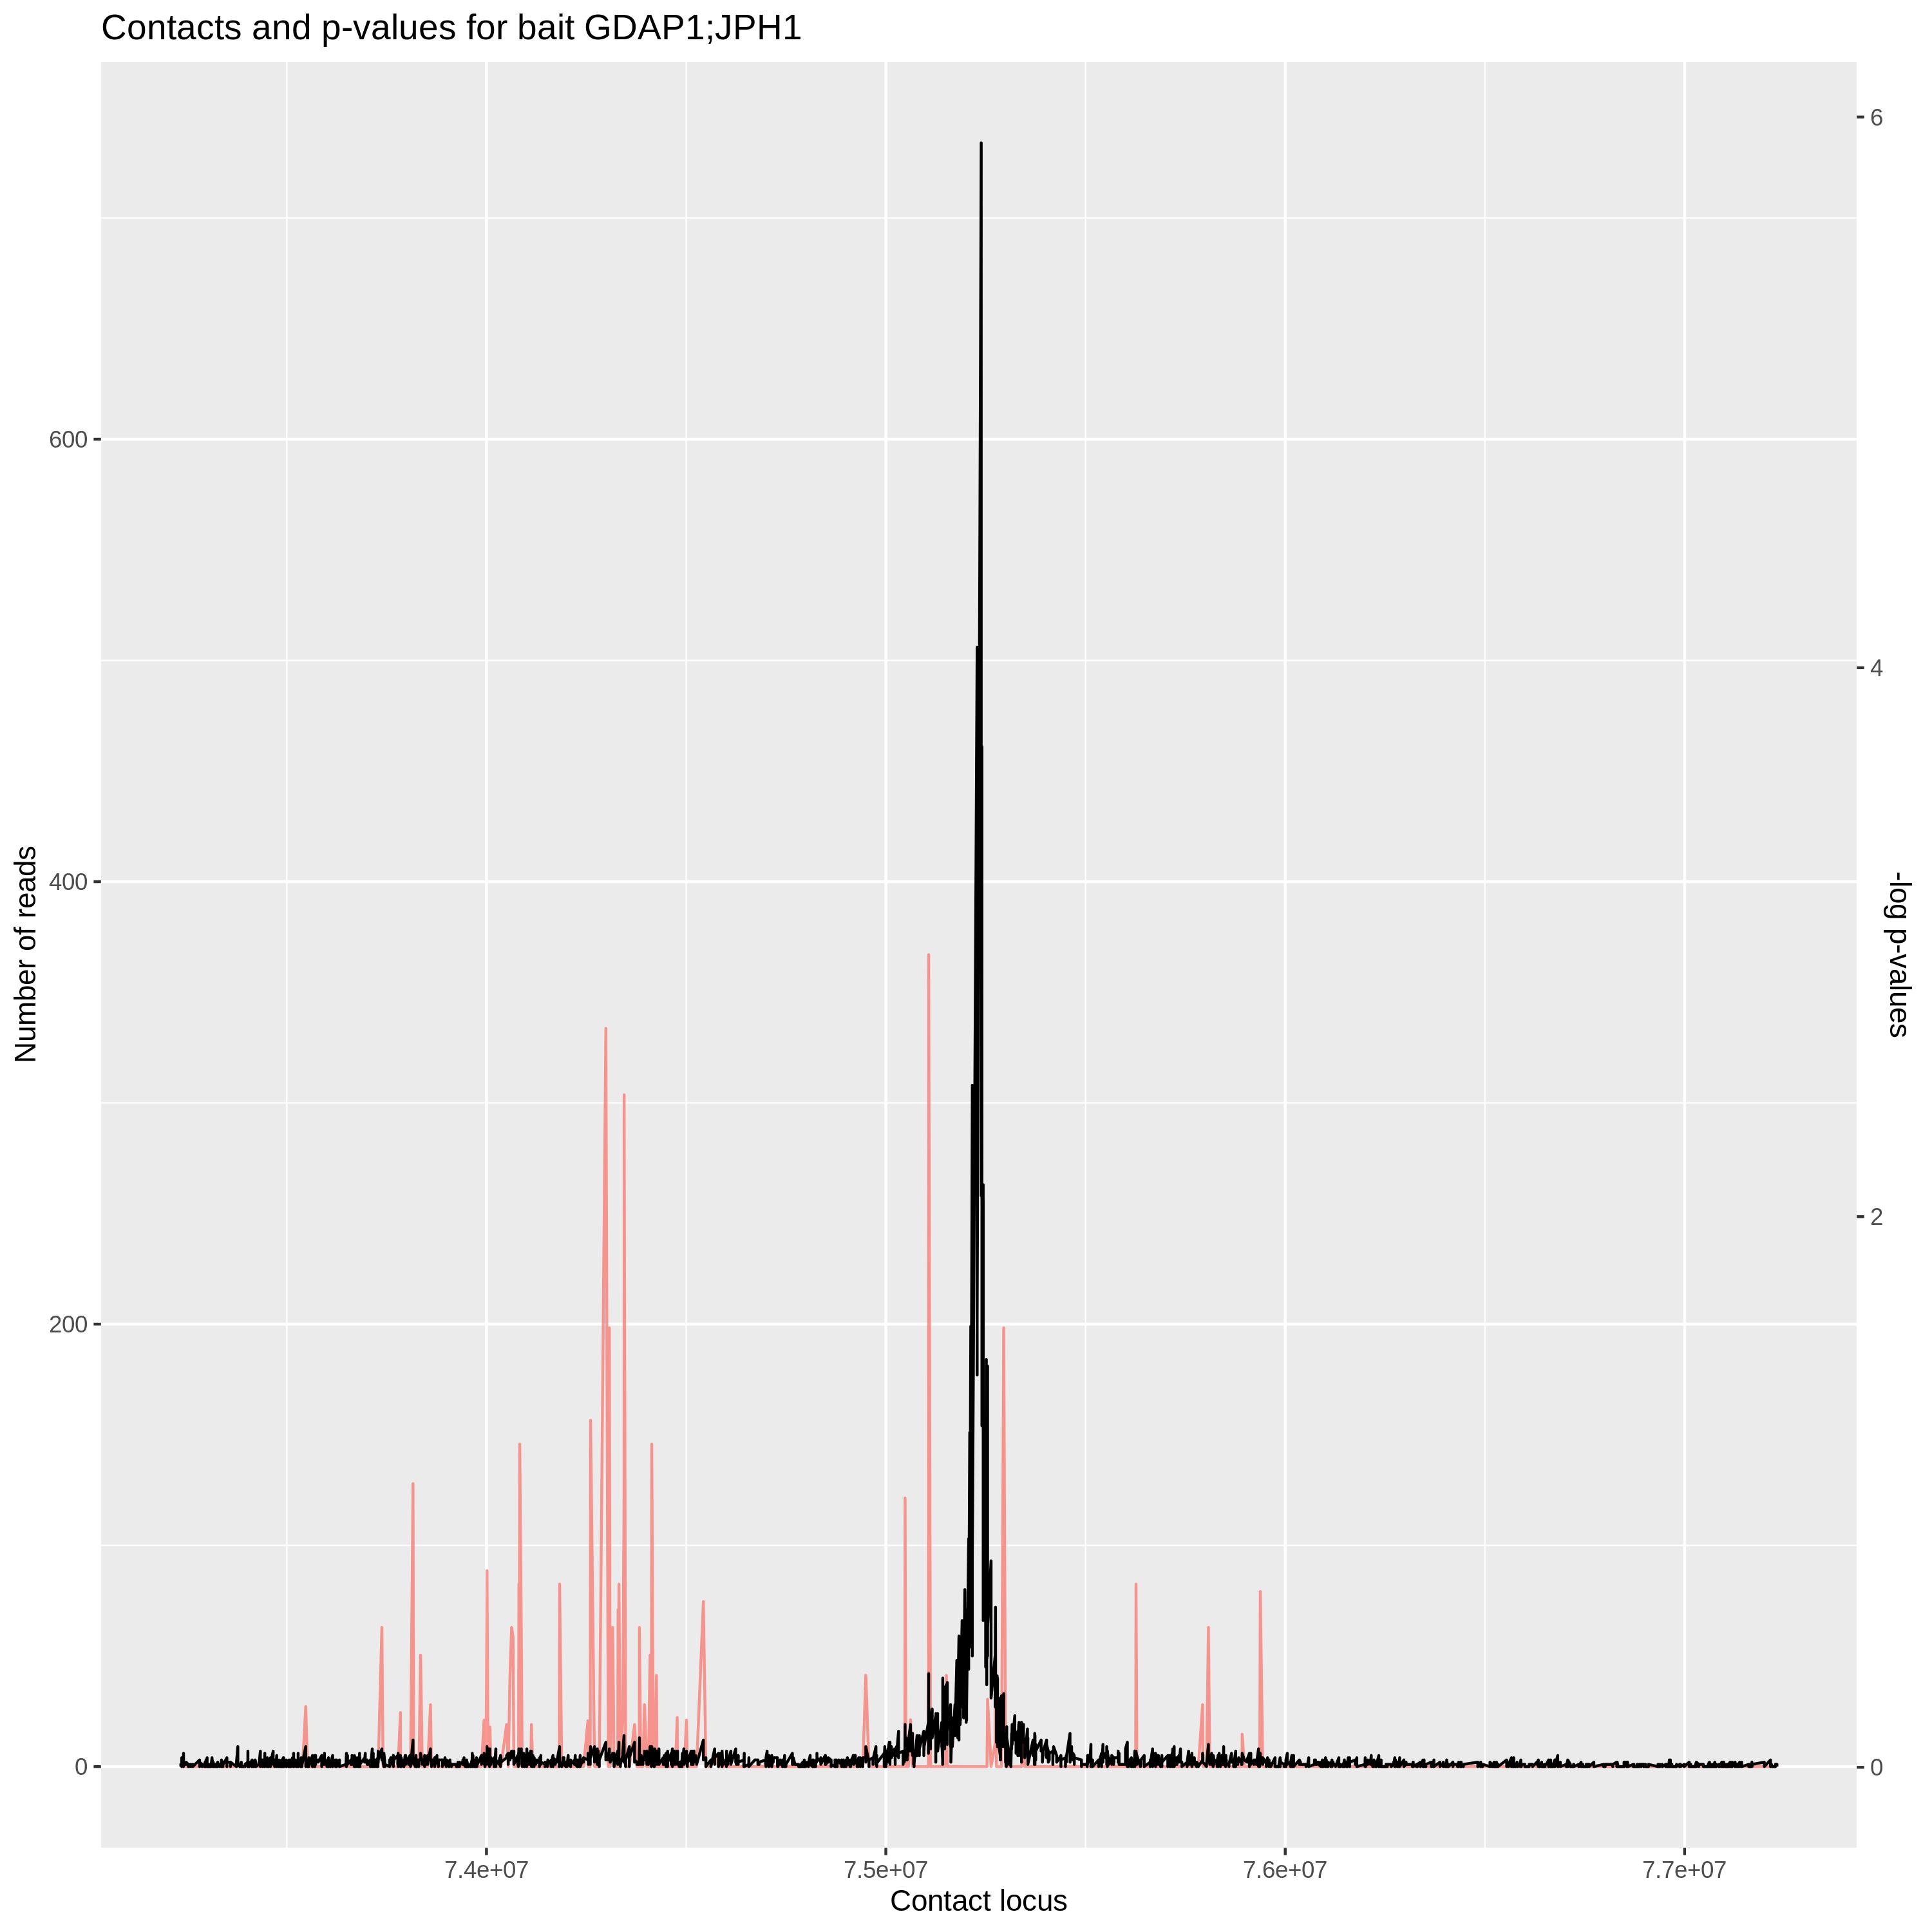 Contacts and p-values for bait GDAP1;JPH1
6
600
4
400
Number of reads
-log p-values
2
200
0
0
7.4e+07 7.5e+07 7.6e+07 7.7e+07
Contact locus